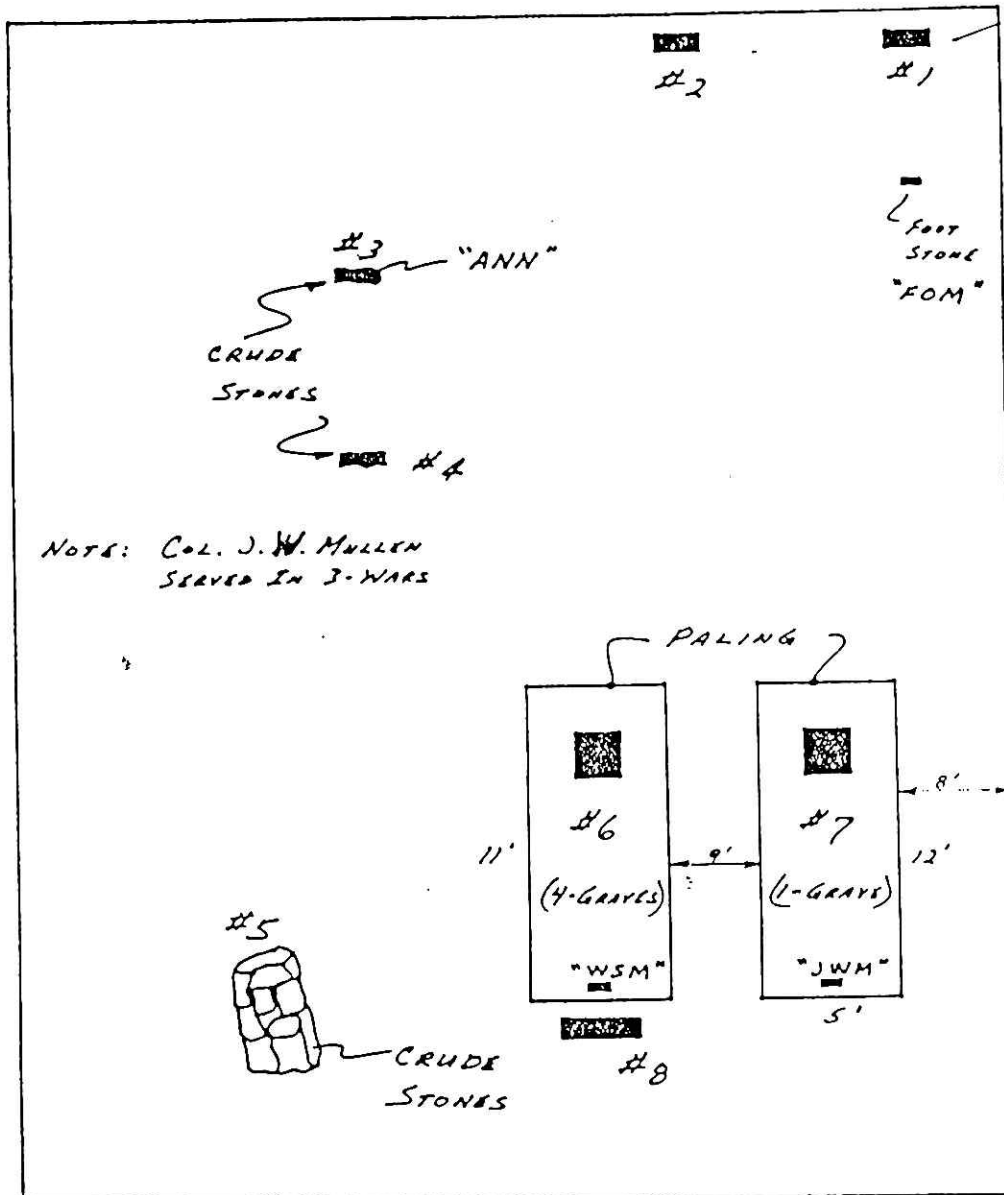 #2
#1
FOOT
STONE
"FOM"
#3
"ANN"
CRUDE
STONES
#4
NOTE: COL. J. W. MULLEN
SERVED IN 3-WARS
PALING
#6
#7
8'
11'
9'
12'
(4-GRAVES)
(1-GRAVE)
#5
"WSM"
"JWM"
5'
#8
CRUDE
STONES